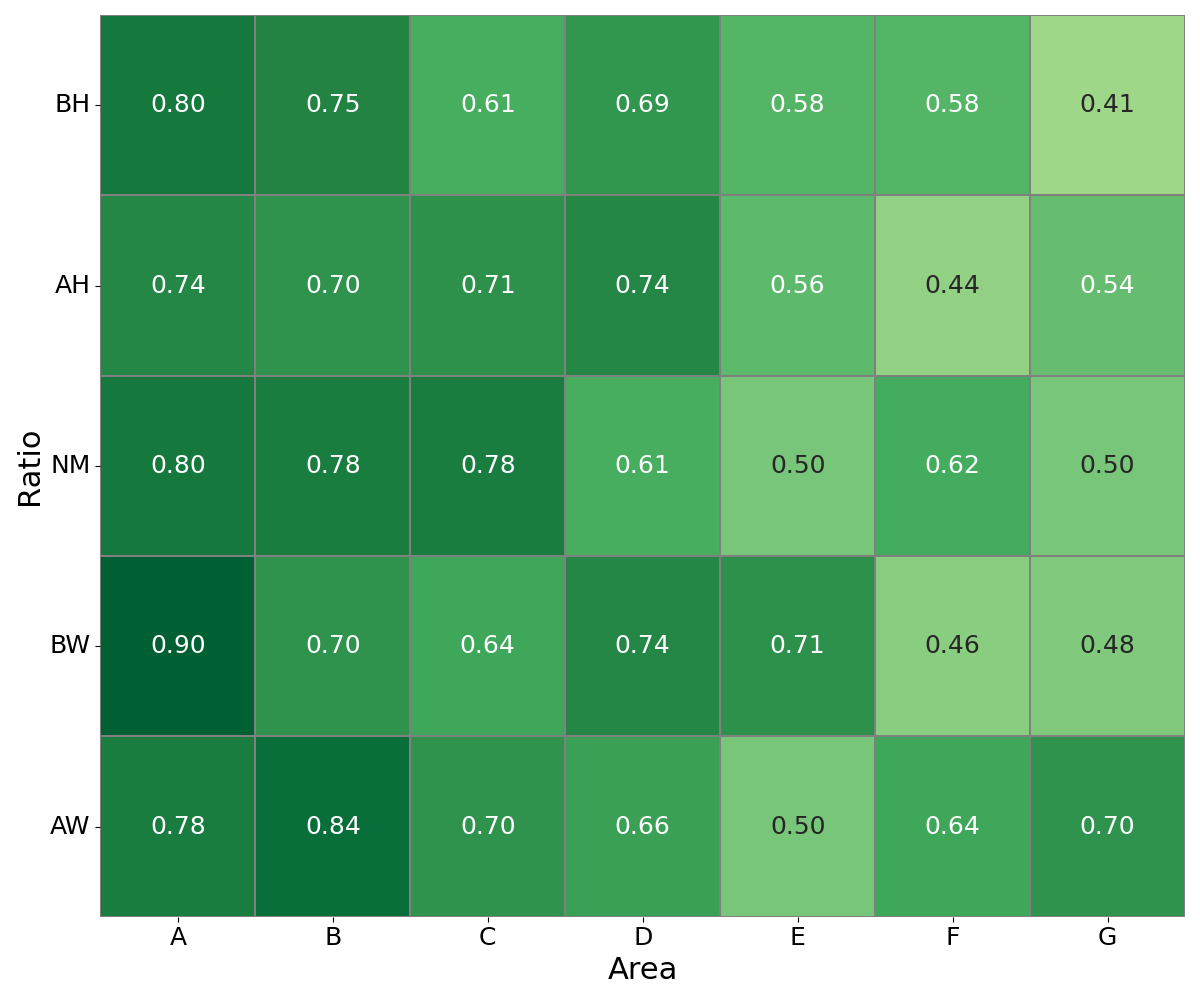 BH 0.80 0.75 0.61 0.69 0.58 0.58 0.41
AH 0.74 0.70 0.71 0.74 0.56 0.44 0.54
NM 0.80 0.78 0.78 0.61 0.50 0.62 0.50
BW 0.90 0.70 0.64 0.74 0.71 0.46 0.48
AW 0.78 0.84 0.70 0.66 0.50 0.64 0.70
A B C D E F G
Area
Ratio